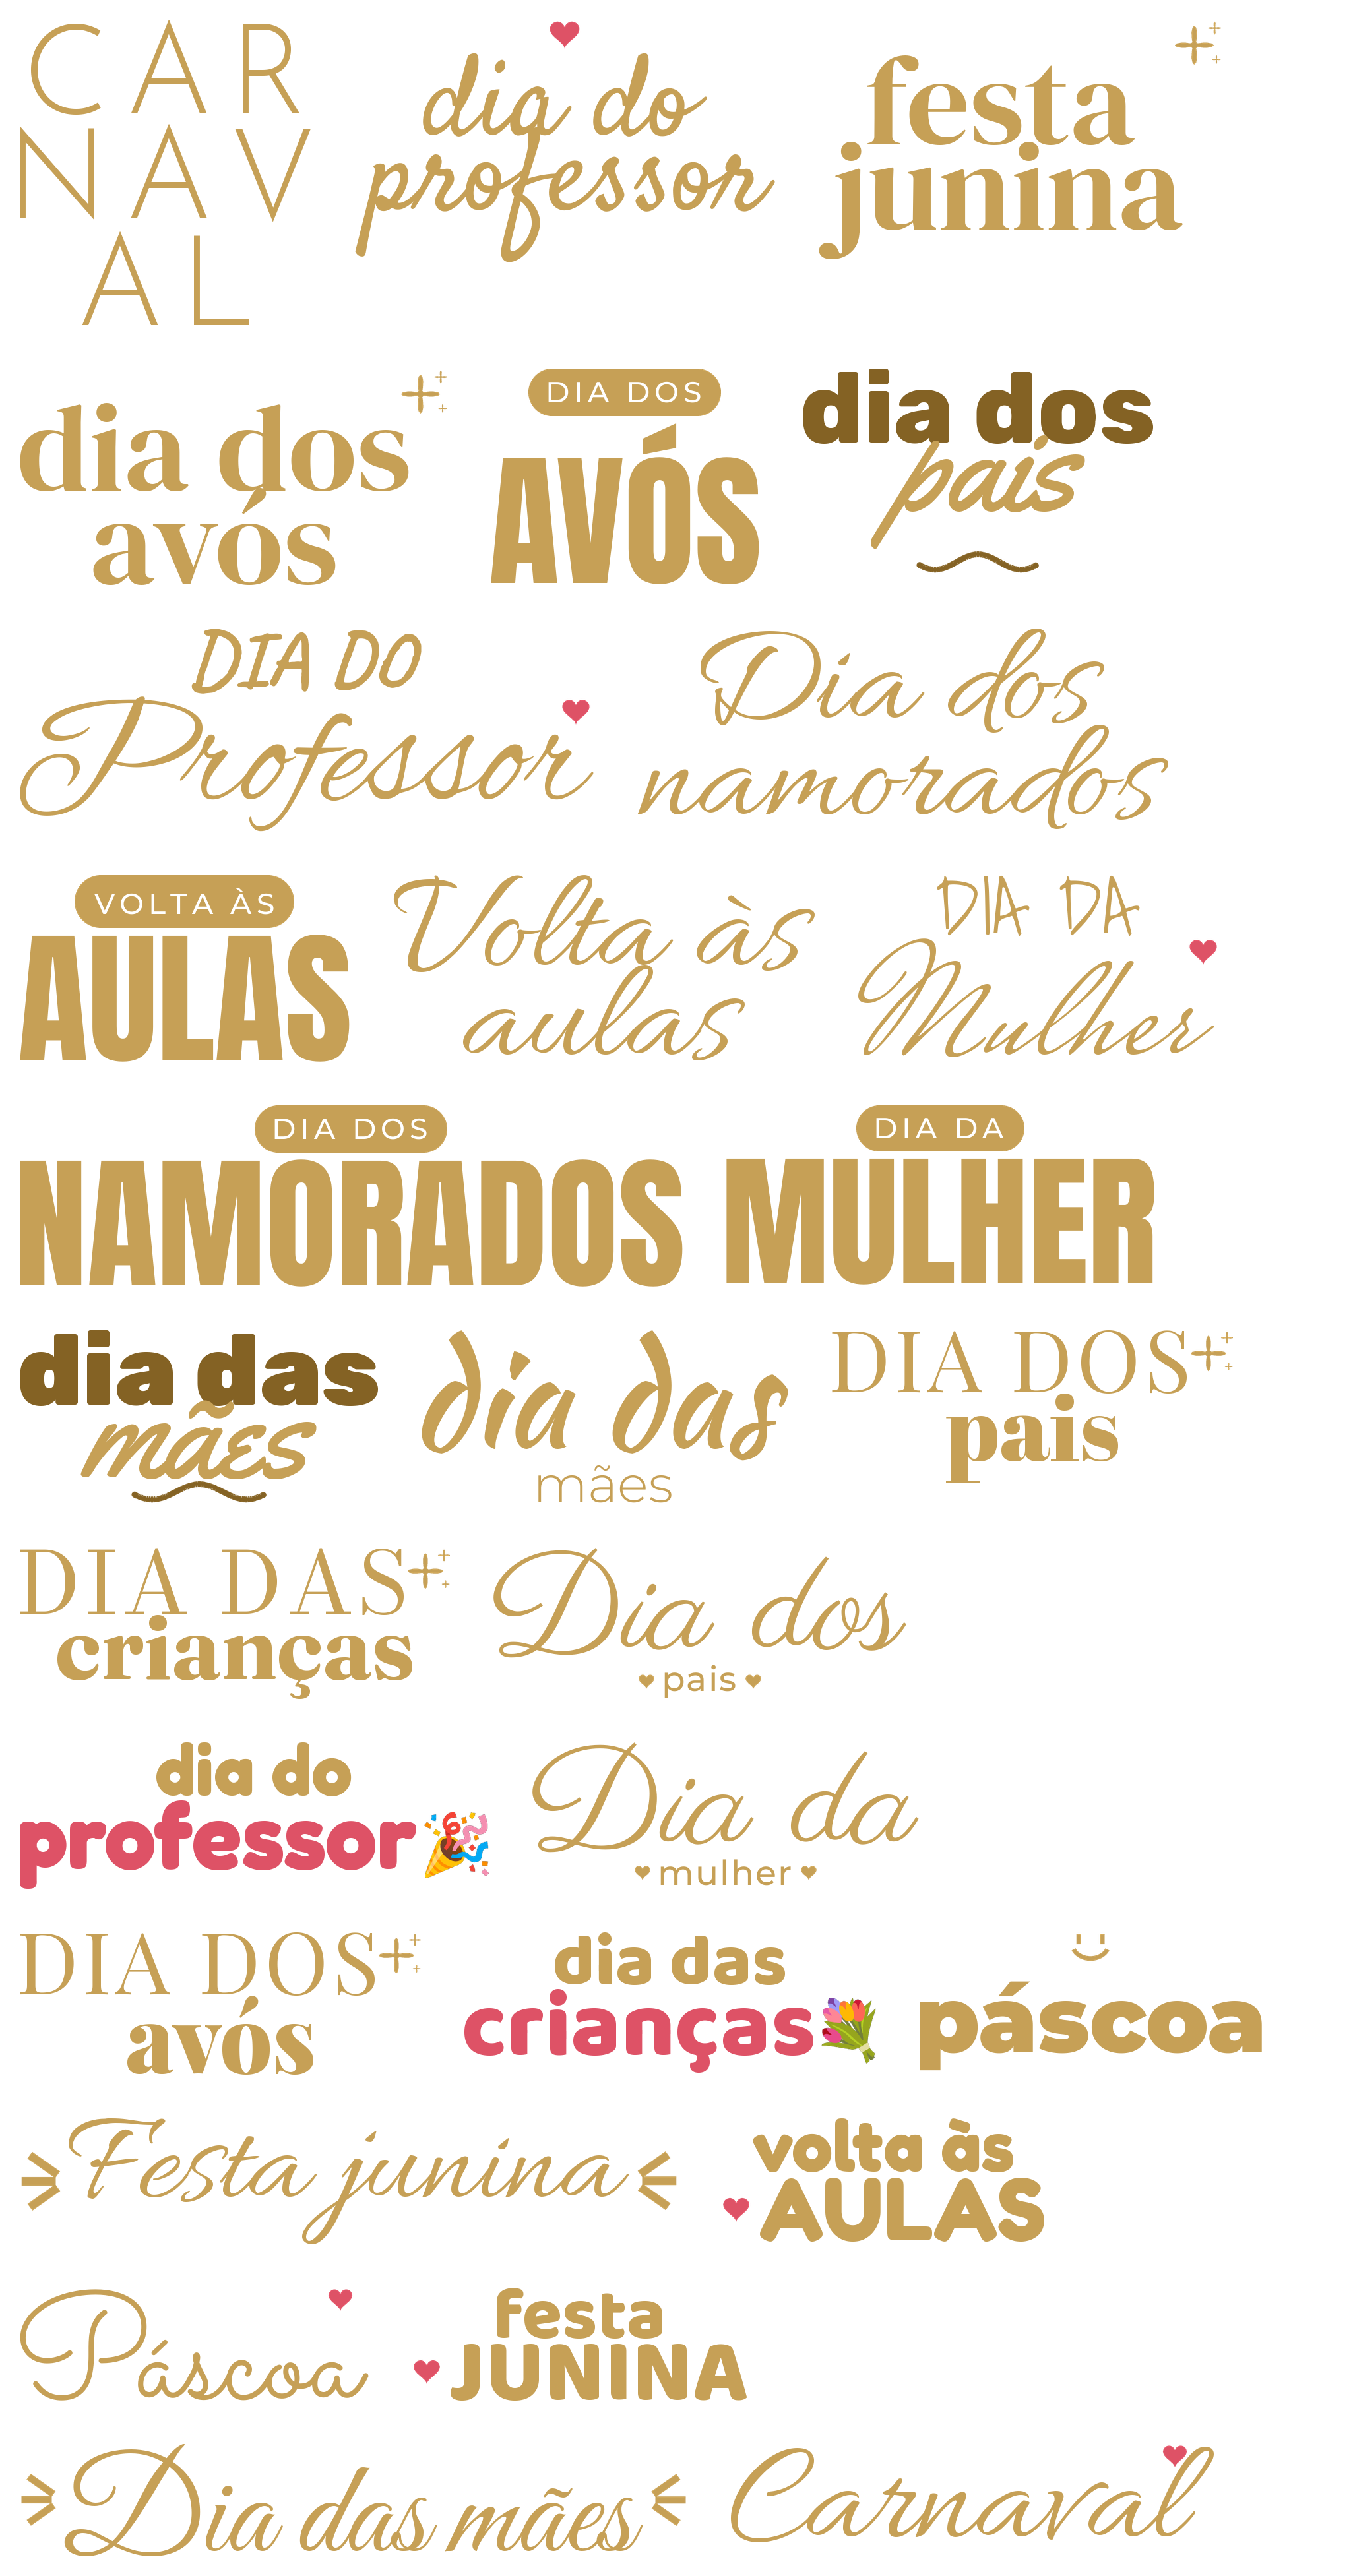 CAR
NAV
AL
dia do
professor
festa
junina
dia dos
avós
DIA DOS
AVÓS
dia dos
pais
DIA DO
Professor
Dia dos
namorados
VOLTA ÀS
AULAS
Volta às
aulas
DIA DA
Mulher
DIA DOS
NAMORADOS
DIA DA
MULHER
dia das
mães
dia das
mães
DIA DOS
pais
DIA DAS
crianças
Dia dos
pais
dia do
professor
Dia da
mulher
DIA DOS
avós
dia das
crianças
páscoa
Festa junina
volta às
AULAS
Páscoa
festa
JUNINA
Dia das mães
Carnaval